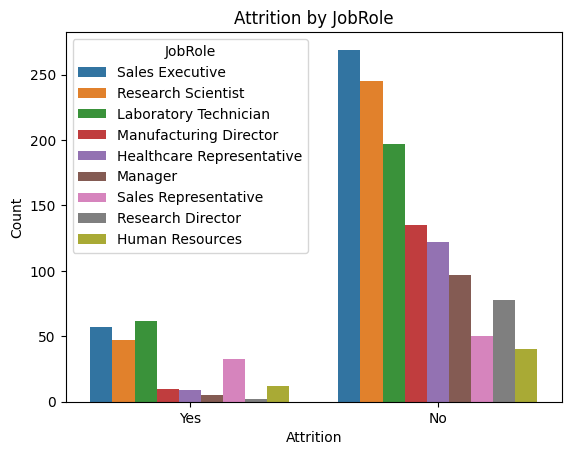 Attrition by JobRole
JobRole
Sales Executive
Research Scientist
Laboratory Technician
Manufacturing Director
Healthcare Representative
Manager
Sales Representative
Research Director
Human Resources
250
200
150
100
50
0
Count
Yes
No
Attrition